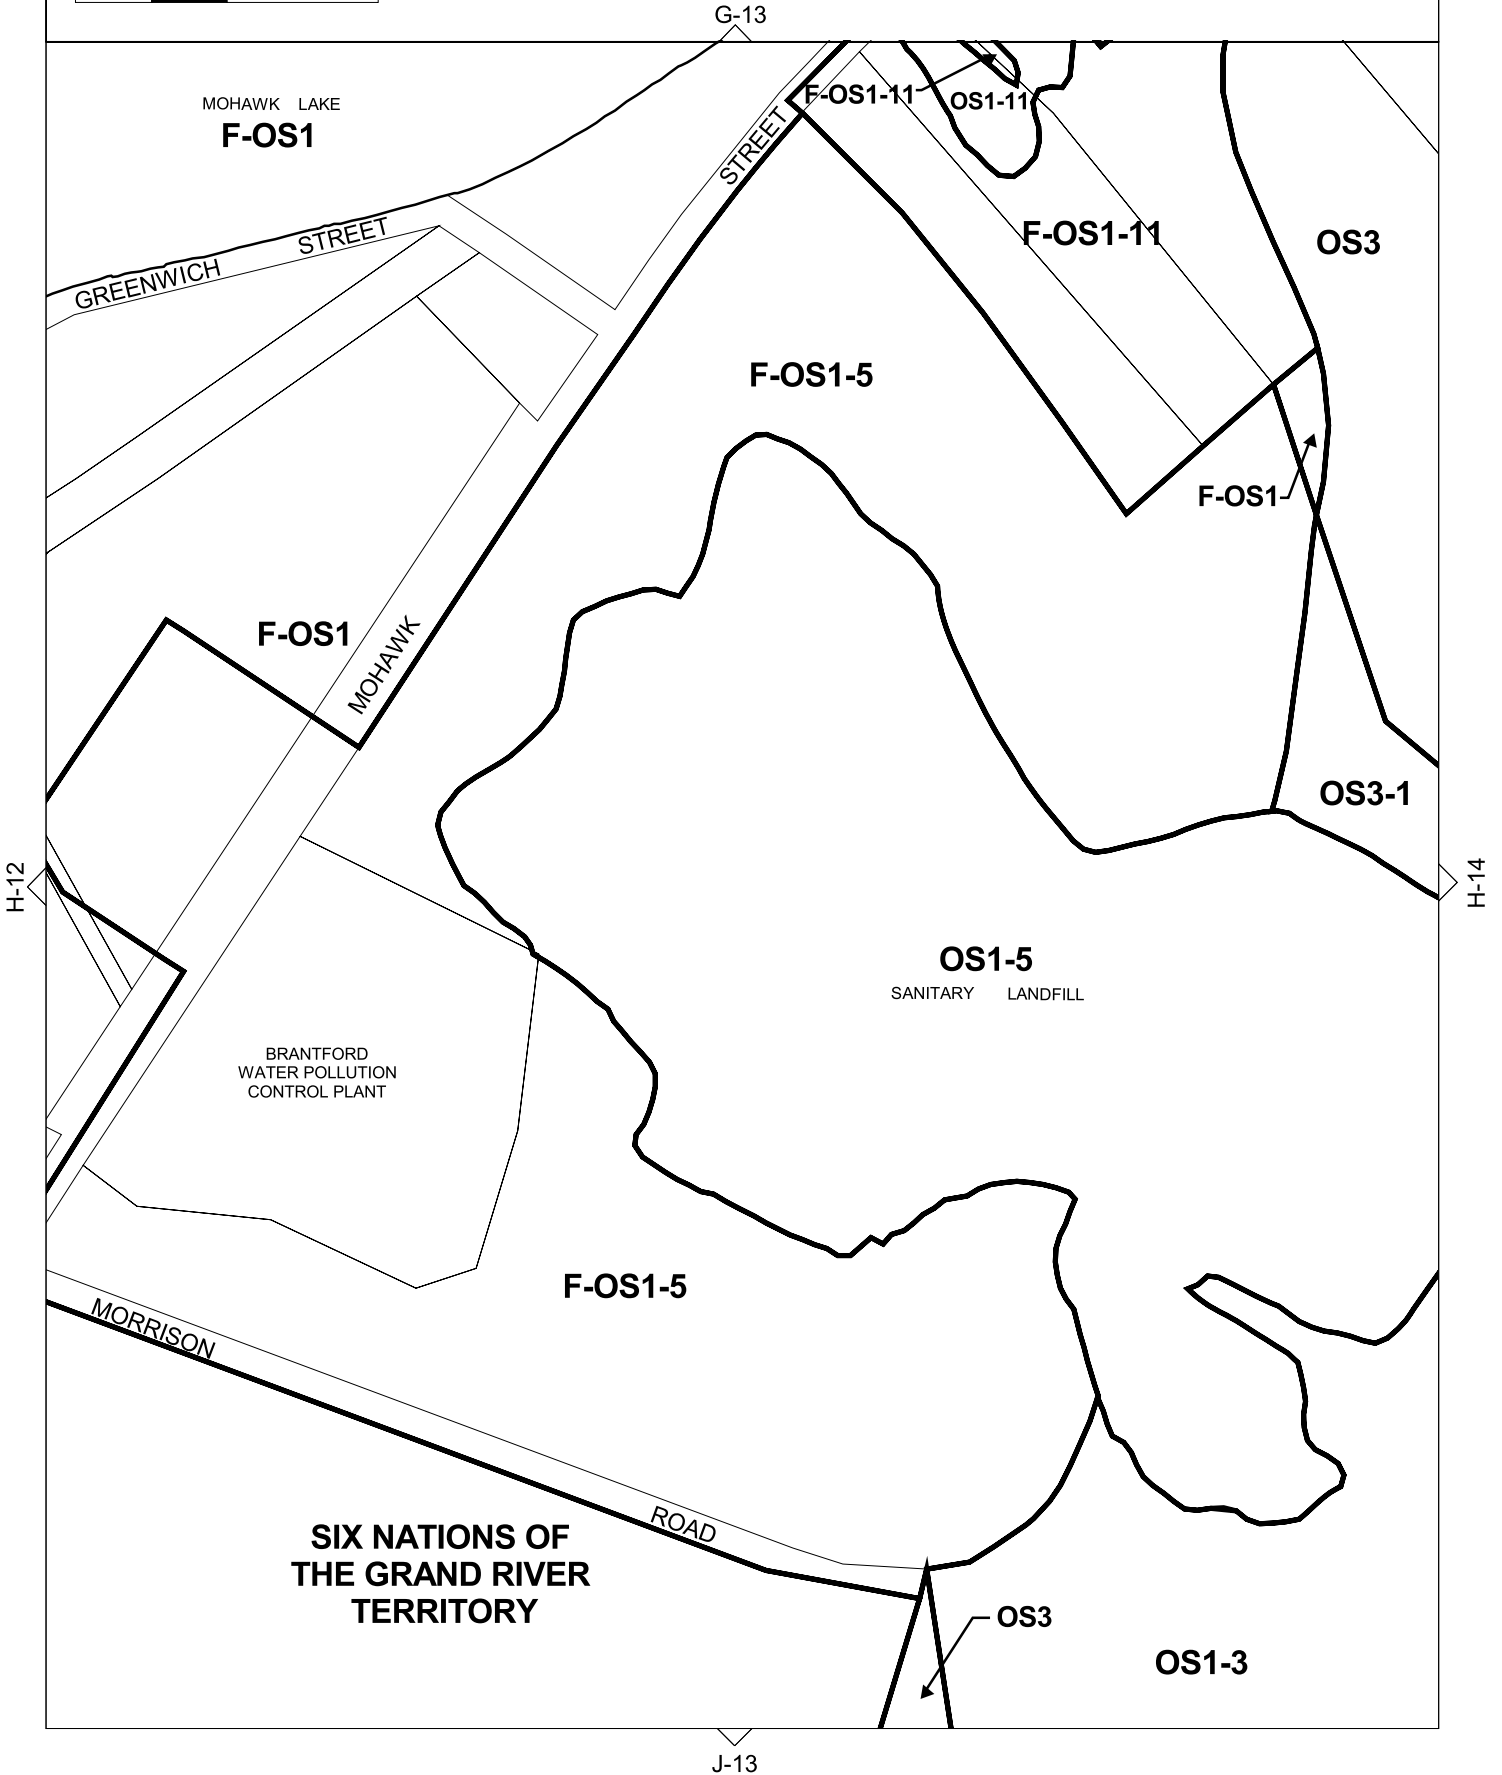 G-13
MOHAWK LAKE
F-OS1
F-OS1-11
OS1-11
STREET
GREENWICH STREET
F-OS1-11
OS3
F-OS1-5
F-OS1
F-OS1
MOHAWK
OS3-1
H-12
H-14
OS1-5
SANITARY LANDFILL
BRANTFORD
WATER POLLUTION
CONTROL PLANT
F-OS1-5
MORRISON
ROAD
SIX NATIONS OF
THE GRAND RIVER
TERRITORY
OS3
OS1-3
J-13